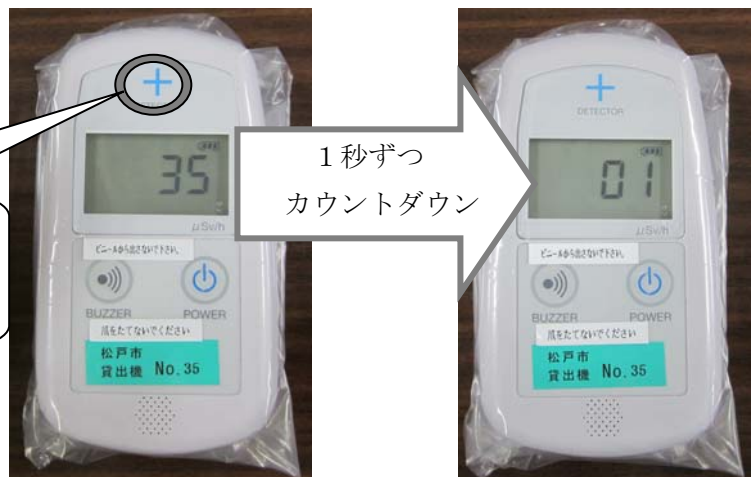 35
μSv/h
ビニールから出さないで下さい。
BUZZER
POWER
爪をたてないでください
松戸市
貸出機 No.35
1秒ずつ
カウントダウン
DETECTOR
01
μSv/h
ビニールから出さないで下さい。
BUZZER
POWER
爪をたてないでください
松戸市
貸出機 No.35